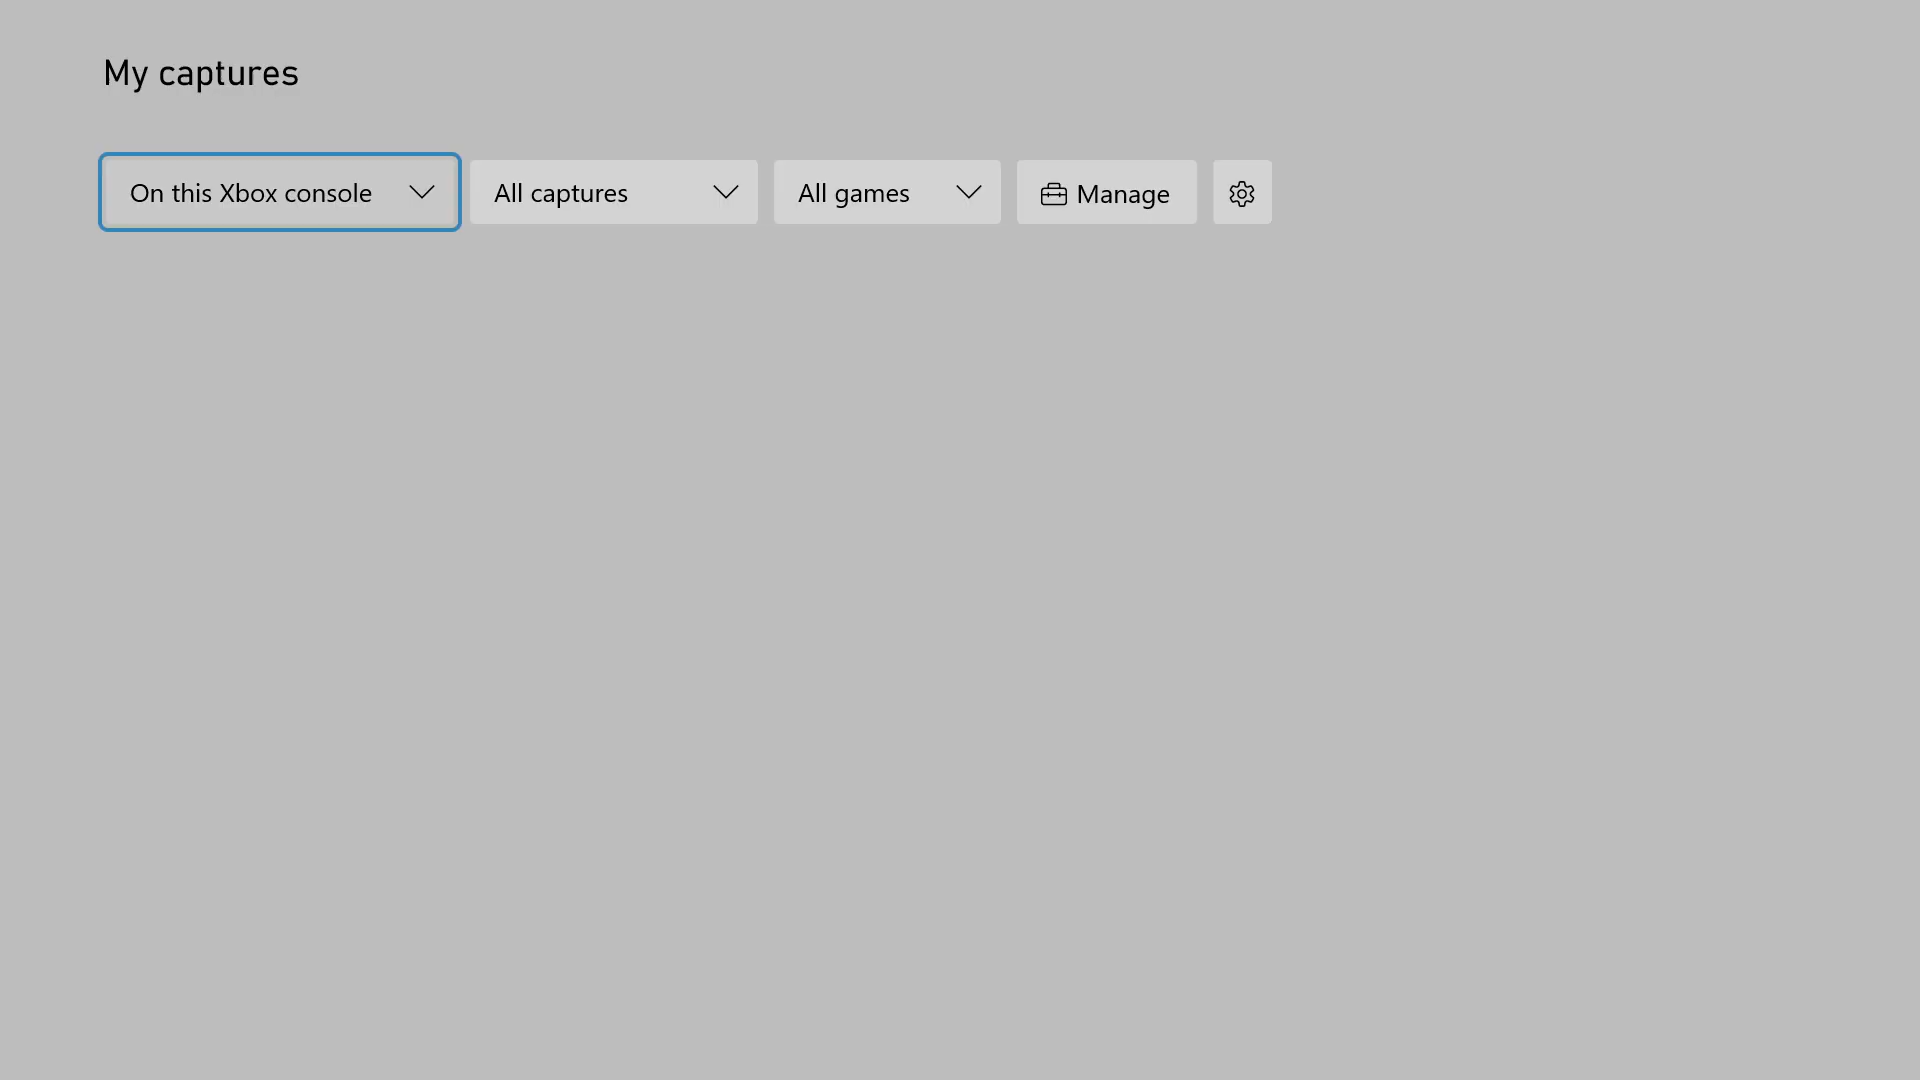 My captures
On this Xbox console
All captures
All games
Manage